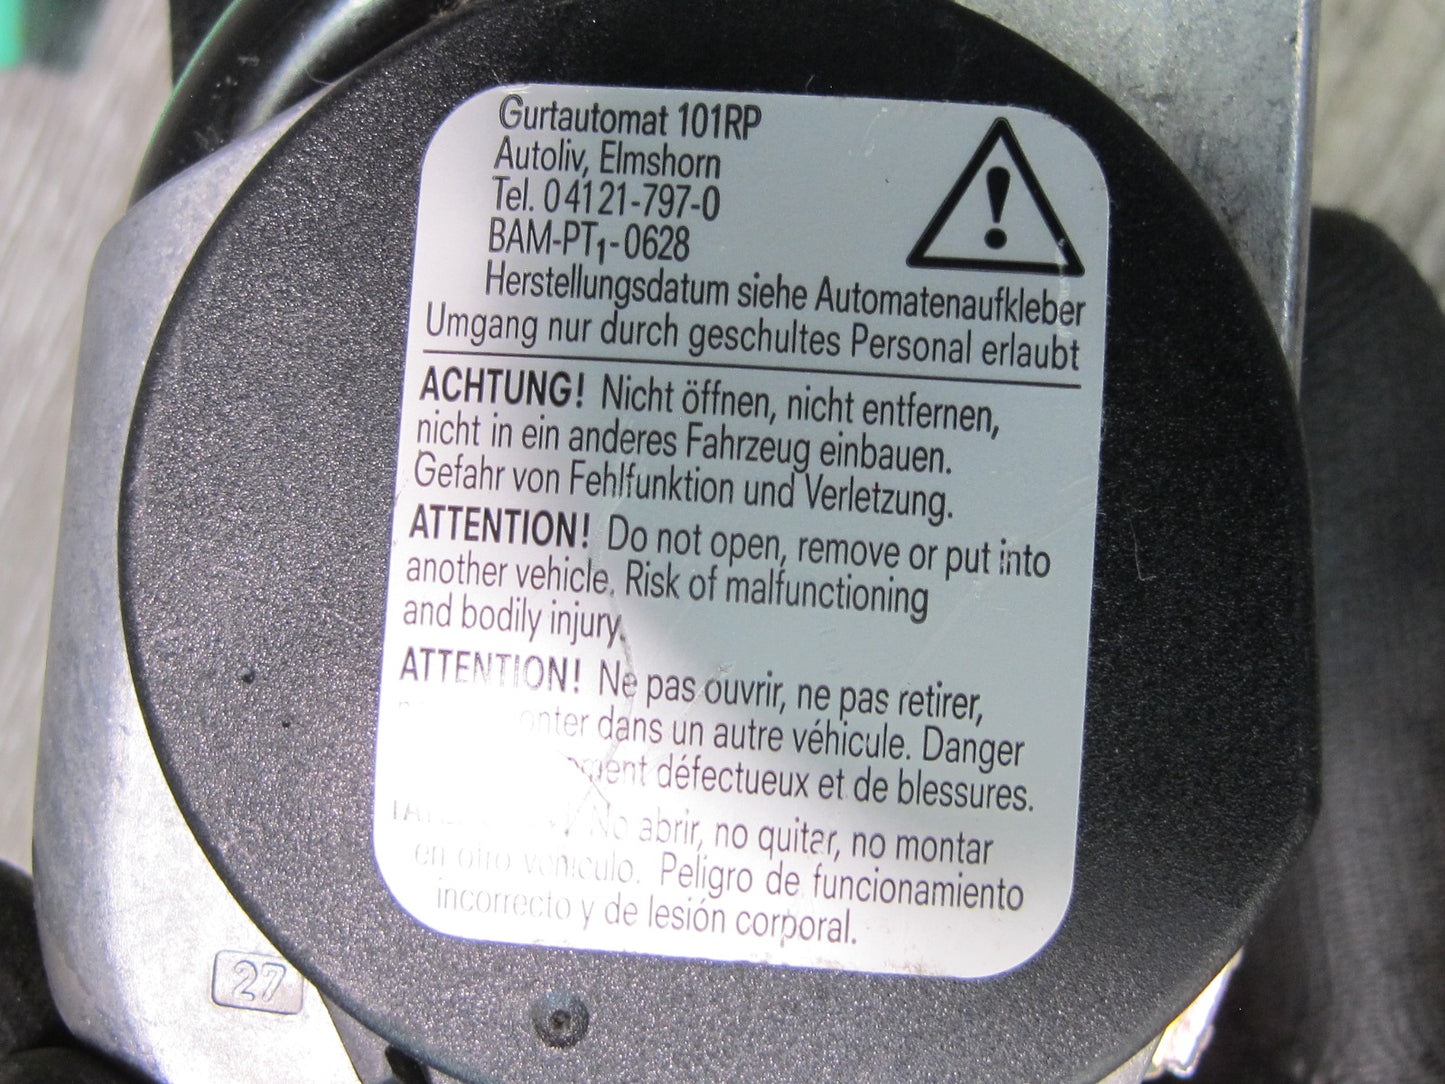 Gurtautomat 101RP
Autoliv, Elmshorn
Tel. 04121-797-0
BAM-PT₁-0628
Herstellungsdatum siehe Automatenaufkleber
Umgang nur durch geschultes Personal erlaubt
ACHTUNG! Nicht öffnen, nicht entfernen,
nicht in ein anderes Fahrzeug einbauen.
Gefahr von Fehlfunktion und Verletzung.
ATTENTION! Do not open, remove or put into
another vehicle. Risk of malfunctioning
and bodily injury.
ATTENTION! Ne pas ouvrir, ne pas retirer,
dans un autre véhicule. Danger
défectueux et de blessures.
No abrir, no quitar, no montar
en otro vehiculo. Peligro de funcionamiento
incorrecto y de lesión corporal.
27